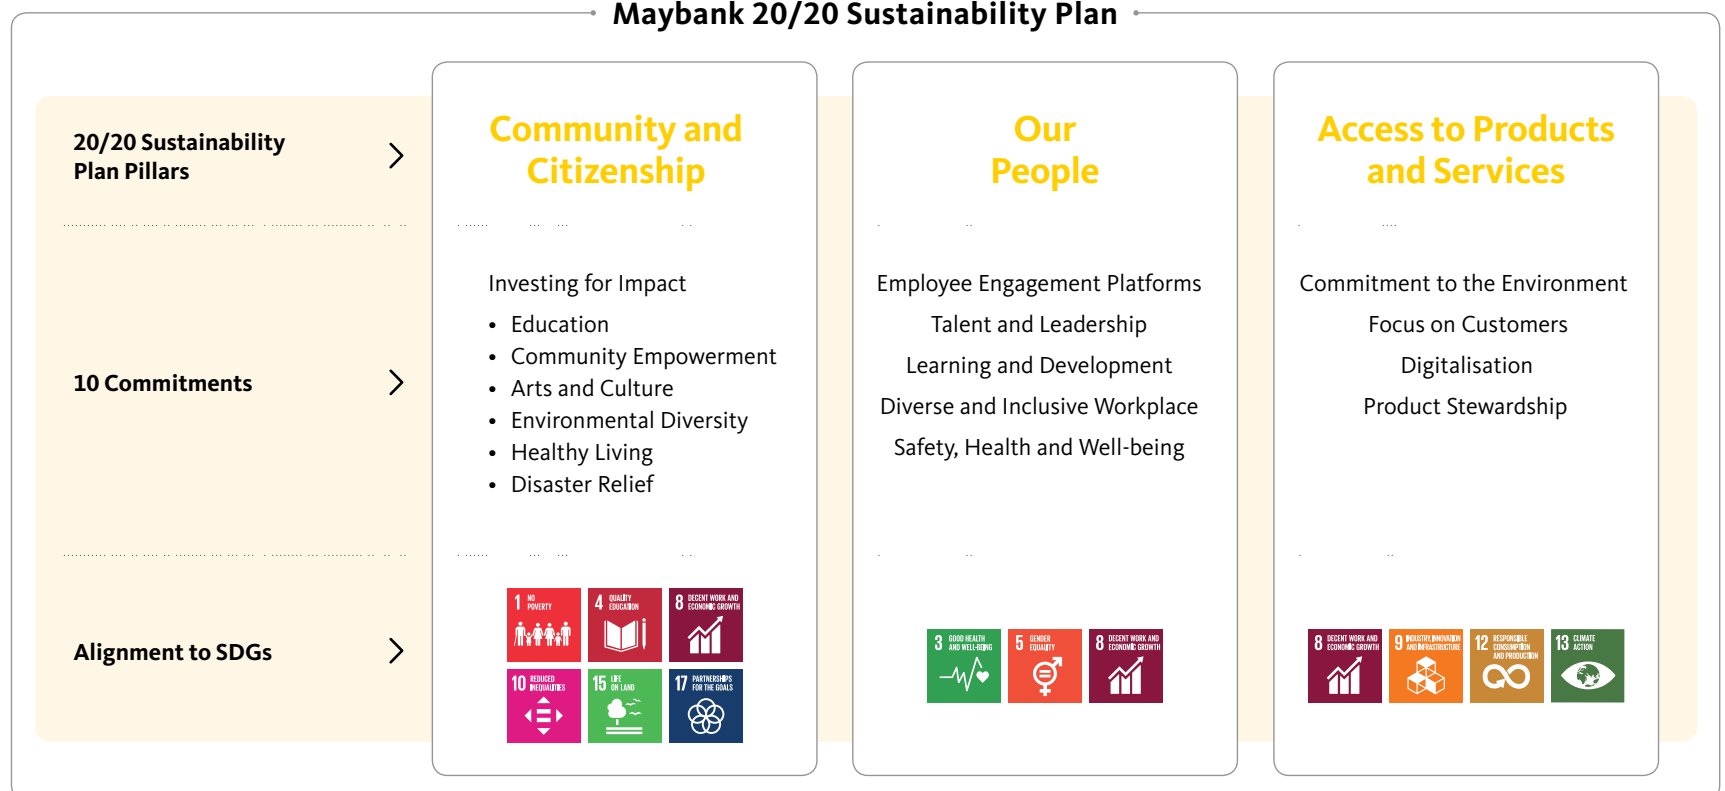 Maybank 20/20 Sustainability Plan
20/20 Sustainability
Plan Pillars
Community and
Citizenship
Our
People
Access to Products
and Services
10 Commitments
Investing for Impact
• Education
• Community Empowerment
• Arts and Culture
• Environmental Diversity
• Healthy Living
• Disaster Relief
Employee Engagement Platforms
Talent and Leadership
Learning and Development
Diverse and Inclusive Workplace
Safety, Health and Well-being
Commitment to the Environment
Focus on Customers
Digitalisation
Product Stewardship
Alignment to SDGs
1 NO
POVERTY
4 QUALITY
EDUCATION
8 DECENT WORK AND
ECONOMIC GROWTH
10 REDUCED
INEQUALITIES
15 LIFE
ON LAND
17 PARTNERSHIPS
FOR THE GOALS
3 GOOD HEALTH
AND WELL-BEING
5 GENDER
EQUALITY
8 DECENT WORK AND
ECONOMIC GROWTH
8 DECENT WORK AND
ECONOMIC GROWTH
9 INDUSTRY, INNOVATION
AND INFRASTRUCTURE
12 RESPONSIBLE
CONSUMPTION
AND PRODUCTION
13 CLIMATE
ACTION